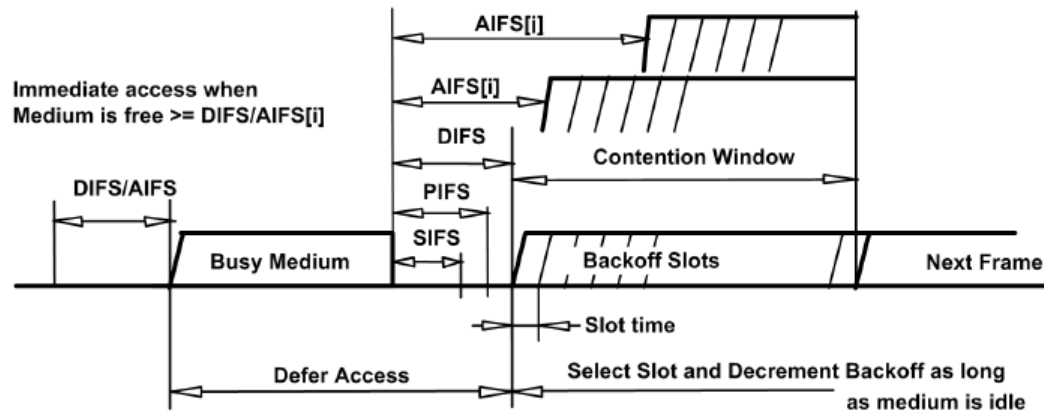 AIFS[i]
AIFS[i]
Immediate access when
Medium is free >= DIFS/AIFS[i]
DIFS
Contention Window
DIFS/AIFS
PIFS
SIFS
Busy Medium
Backoff Slots
Next Frame
Slot time
Defer Access
Select Slot and Decrement Backoff as long
as medium is idle